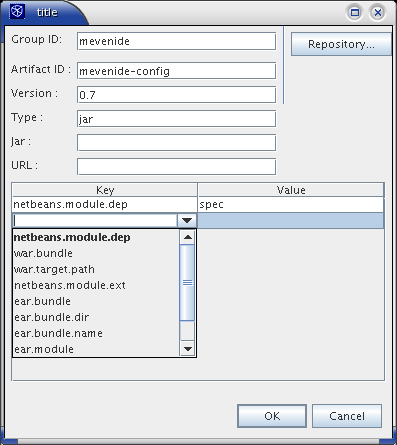 title
Group ID: mevenide
Repository...
Artifact ID : mevenide-config
Version : 0.7
Type : jar
Jar :
URL :
Key Value
netbeans.module.dep spec
netbeans.module.dep
war.bundle
war.target.path
netbeans.module.ext
ear.bundle
ear.bundle.dir
ear.bundle.name
ear.module
OK Cancel